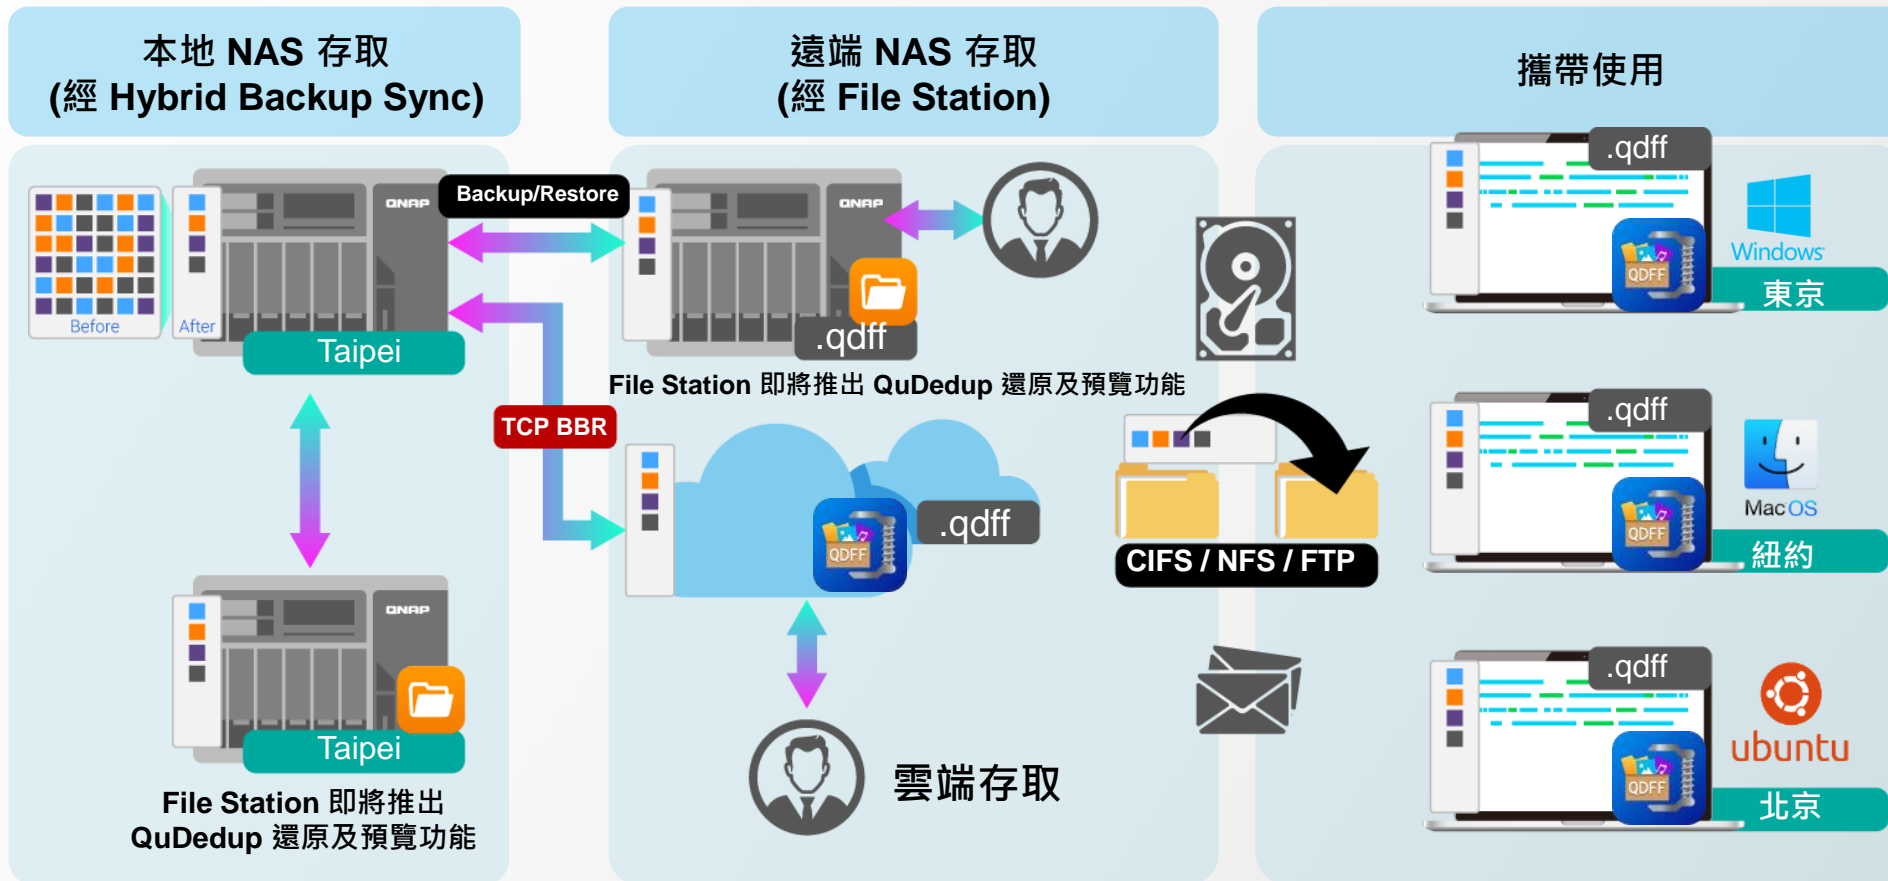 本地 NAS 存取
(經 Hybrid Backup Sync)
遠端 NAS 存取
(經 File Station)
攜帶使用
Before
After
QNAP
Taipei
Backup/Restore
QNAP
.qdff
File Station 即將推出 QuDedup 還原及預覽功能
TCP BBR
QDFF
.qdff
雲端存取
QNAP
Taipei
File Station 即將推出
QuDedup 還原及預覽功能
CIFS / NFS / FTP
.qdff
QDFF
Windows
東京
.qdff
QDFF
MacOS
紐約
.qdff
QDFF
ubuntu
北京